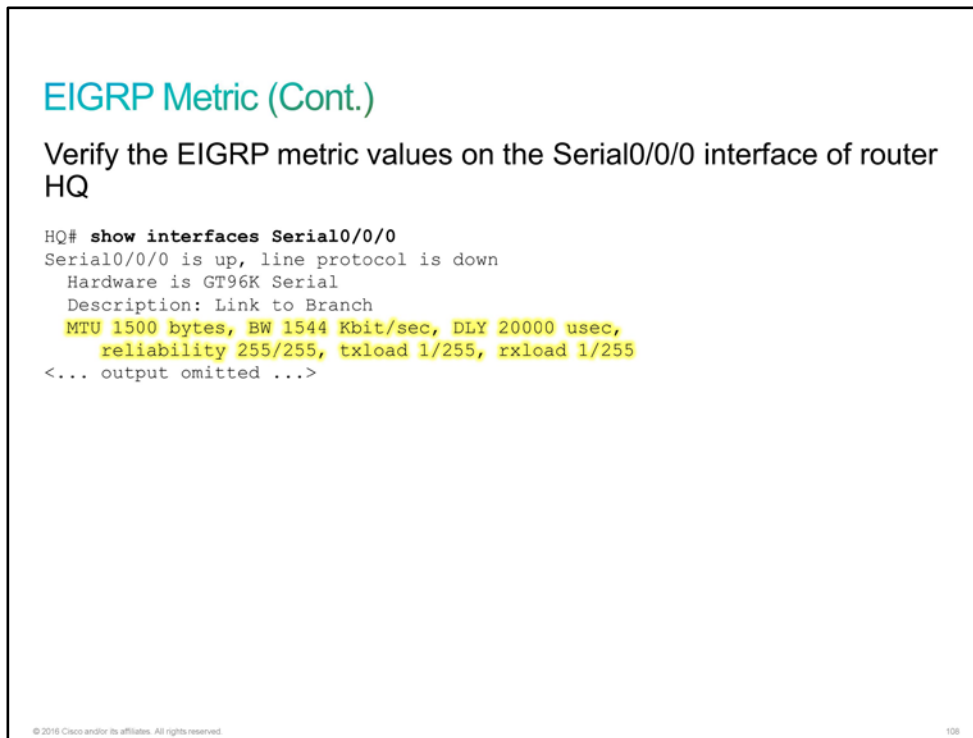 EIGRP Metric (Cont.)
Verify the EIGRP metric values on the Serial0/0/0 interface of router
HQ
HQ# show interfaces Serial0/0/0
Serial0/0/0 is up, line protocol is down
Hardware is GT96K Serial
Description: Link to Branch
MTU 1500 bytes, BW 1544 Kbit/sec, DLY 20000 usec,
reliability 255/255, txload 1/255, rxload 1/255
<... output omitted ...>
© 2016 Cisco and/or its affiliates. All rights reserved.
108